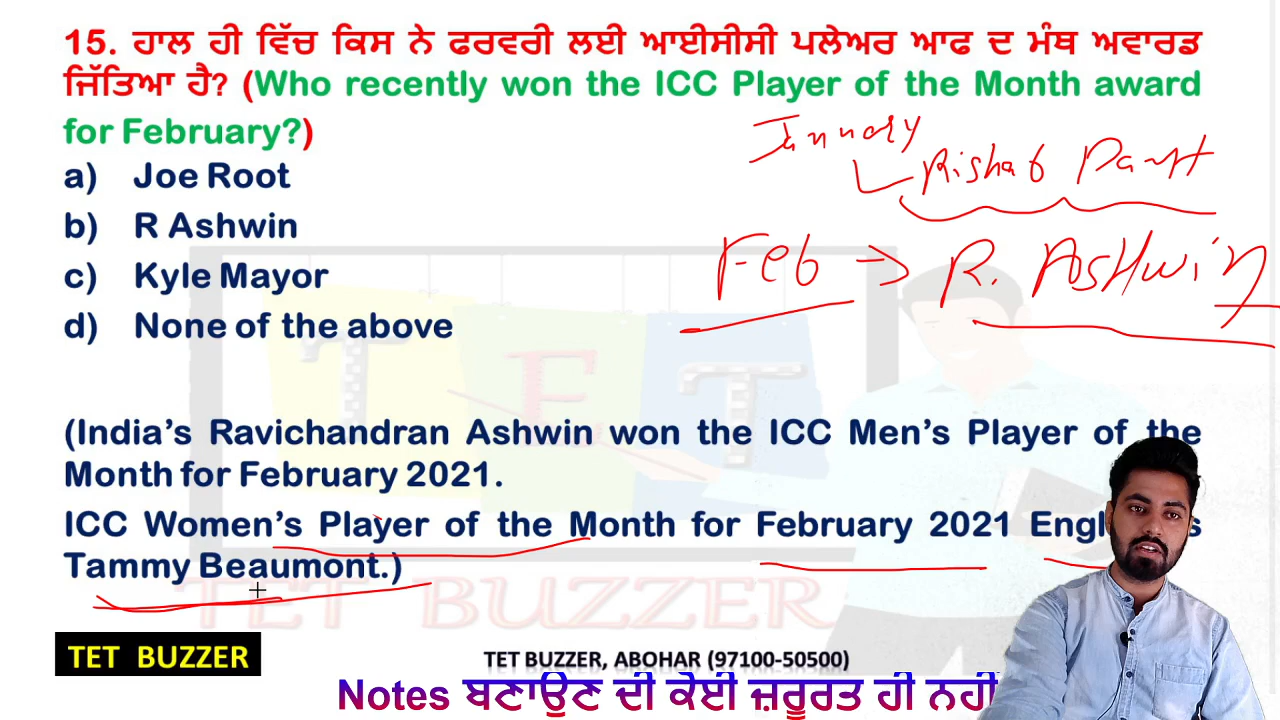 15. ਹਾਲ ਹੀ ਵਿੱਚ ਕਿਸ ਨੇ ਫਰਵਰੀ ਲਈ ਆਈਸੀਸੀ ਪਲੇਅਰ ਆਫ ਦ ਮੰਥ ਅਵਾਰਡ
ਜਿੱਤਿਆ ਹੈ? (Who recently won the ICC Player of the Month award
for February?)
January
Rishab Pant
a) Joe Root
b) R Ashwin
Feb → R. Ashwin
c) Kyle Mayor
d) None of the above
TET
(India's Ravichandran Ashwin won the ICC Men's Player of the
Month for February 2021.
ICC Women's Player of the Month for February 2021
Tammy Beaumont.)
TET BUZZER
TET BUZZER
TET BUZZER, ABOHAR (97100-50500)
Notes ਬਣਾਉਣ ਦੀ ਕੋਈ ਜ਼ਰੂਰਤ ਹੀ ਨਹੀਂ